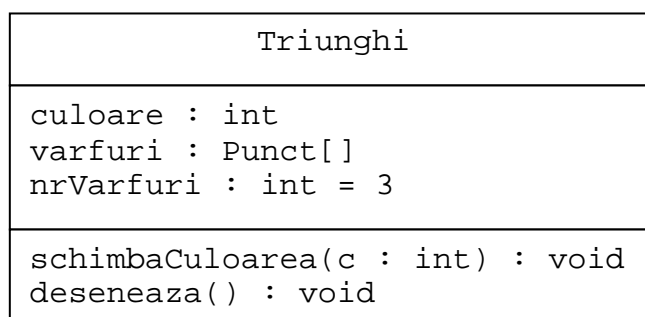 Triunghi
culoare : int
varfuri : Punct[]
nrVarfuri : int = 3
schimbaCuloarea(c : int) : void
deseneaza() : void